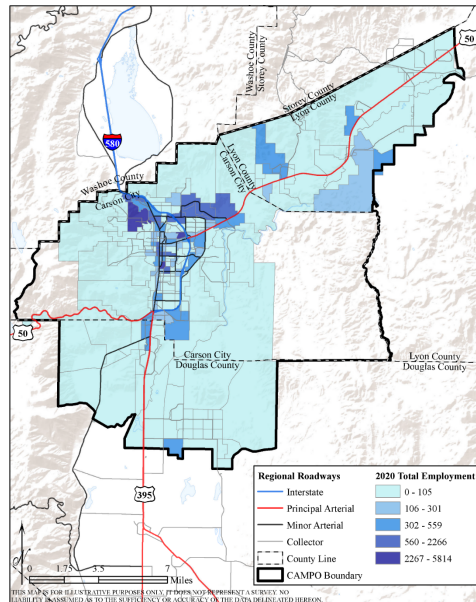 50
Washoe County
Storey County
Storey County
Lyon County
580
Lyon County
Carson City
Washoe County
Carson City
50
Carson City
Douglas County
Lyon County
Douglas County
395
Regional Roadways
Interstate
Principal Arterial
Minor Arterial
Collector
County Line
CAMPO Boundary
2020 Total Employment
0 - 105
106 - 301
302 - 559
560 - 2266
2267 - 5814
0 1.75 3.5 7
Miles
THIS MAP IS FOR ILLUSTRATIVE PURPOSES ONLY. IT DOES NOT REPRESENT A SURVEY. NO
LIABILITY IS ASSUMED AS TO THE SUFFICIENCY OR ACCURACY OF THE DATA DELINEATED HEREON.